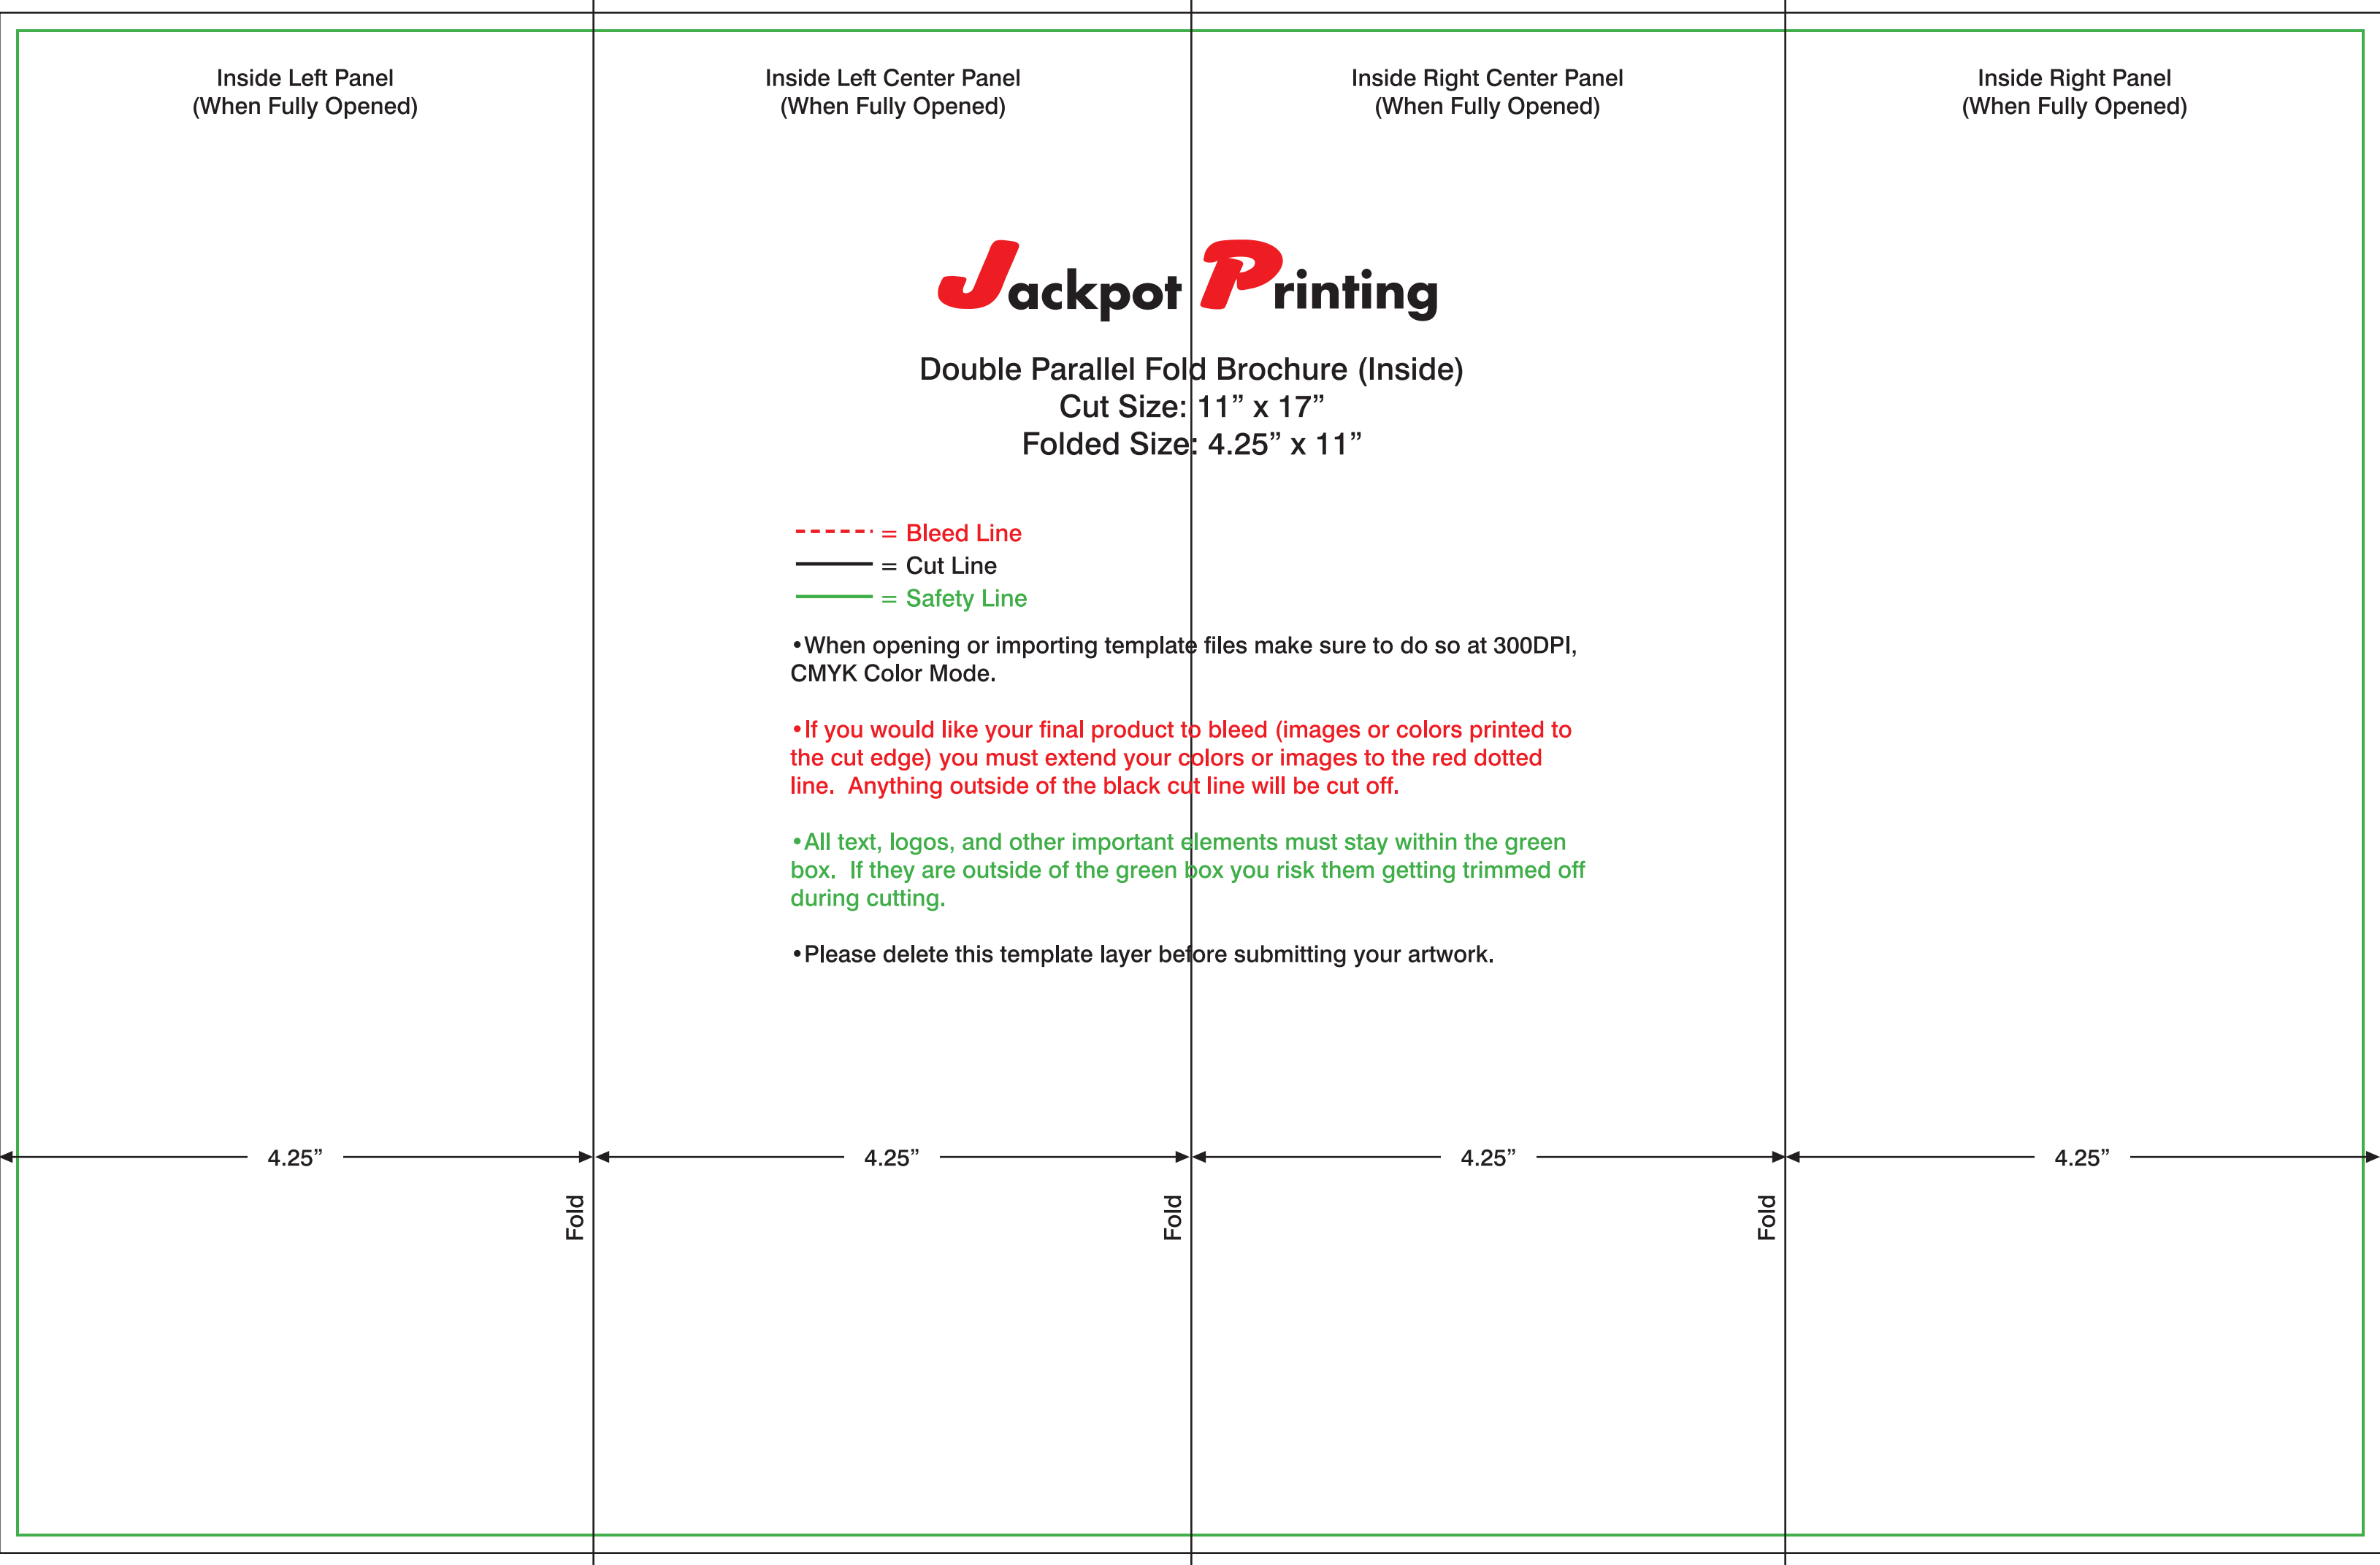 Inside Left Panel
(When Fully Opened)
Inside Left Center Panel
(When Fully Opened)
Inside Right Center Panel
(When Fully Opened)
Inside Right Panel
(When Fully Opened)
Jackpot Printing
Double Parallel Fold Brochure (Inside)
Cut Size: 11” x 17”
Folded Size: 4.25” x 11”
= Bleed Line
= Cut Line
= Safety Line
•When opening or importing template files make sure to do so at 300DPI,
CMYK Color Mode.
•If you would like your final product to bleed (images or colors printed to
the cut edge) you must extend your colors or images to the red dotted
line.  Anything outside of the black cut line will be cut off.
•All text, logos, and other important elements must stay within the green
box.  If they are outside of the green box you risk them getting trimmed off
during cutting.
•Please delete this template layer before submitting your artwork.
4.25”
4.25”
4.25”
4.25”
Fold
Fold
Fold